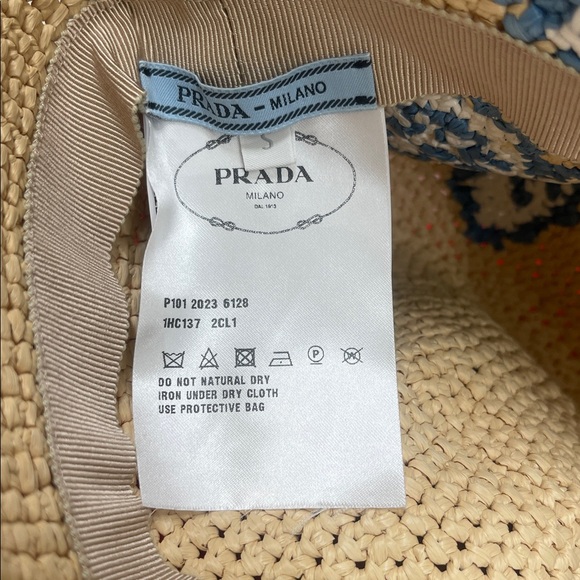 PRADA - MILANO
S
PRADA
MILANO
DAL 1913
P101 2023 6128
1HC137 2CL1
P
W
DO NOT NATURAL DRY
IRON UNDER DRY CLOTH
USE PROTECTIVE BAG